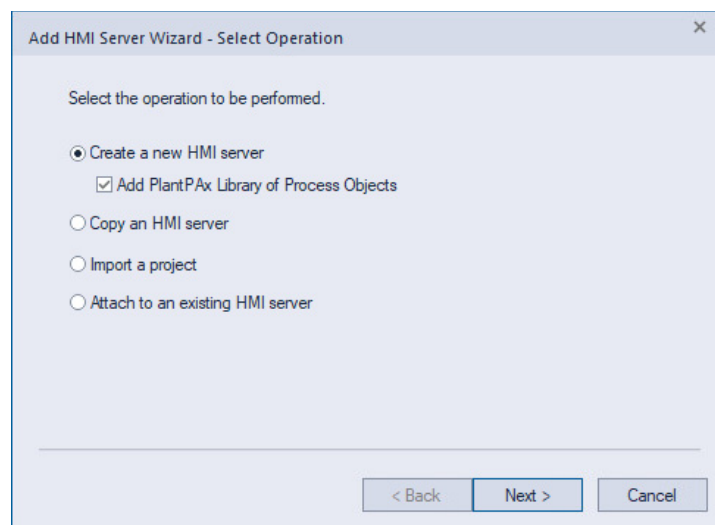 Add HMI Server Wizard - Select Operation
Select the operation to be performed.
Create a new HMI server
Add PlantPAx Library of Process Objects
Copy an HMI server
Import a project
Attach to an existing HMI server
< Back Next > Cancel